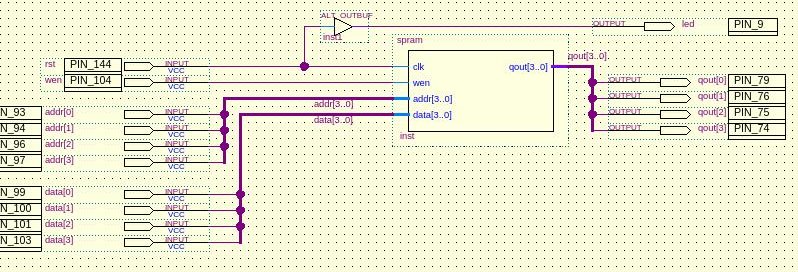 ALT_OUTBUF
inst1
OUTPUT led PIN_9
spram
rst PIN_144 INPUT VCC
wen PIN_104 INPUT VCC
clk qout[3..0] qout[3..0]
wen
addr[3..0] addr[3..0]
data[3..0] data[3..0]
inst
OUTPUT qout[0] PIN_79
OUTPUT qout[1] PIN_76
OUTPUT qout[2] PIN_75
OUTPUT qout[3] PIN_74
N_93 addr[0] INPUT VCC
N_94 addr[1] INPUT VCC
N_96 addr[2] INPUT VCC
N_97 addr[3] INPUT VCC
N_99 data[0] INPUT VCC
N_100 data[1] INPUT VCC
N_101 data[2] INPUT VCC
N_103 data[3] INPUT VCC